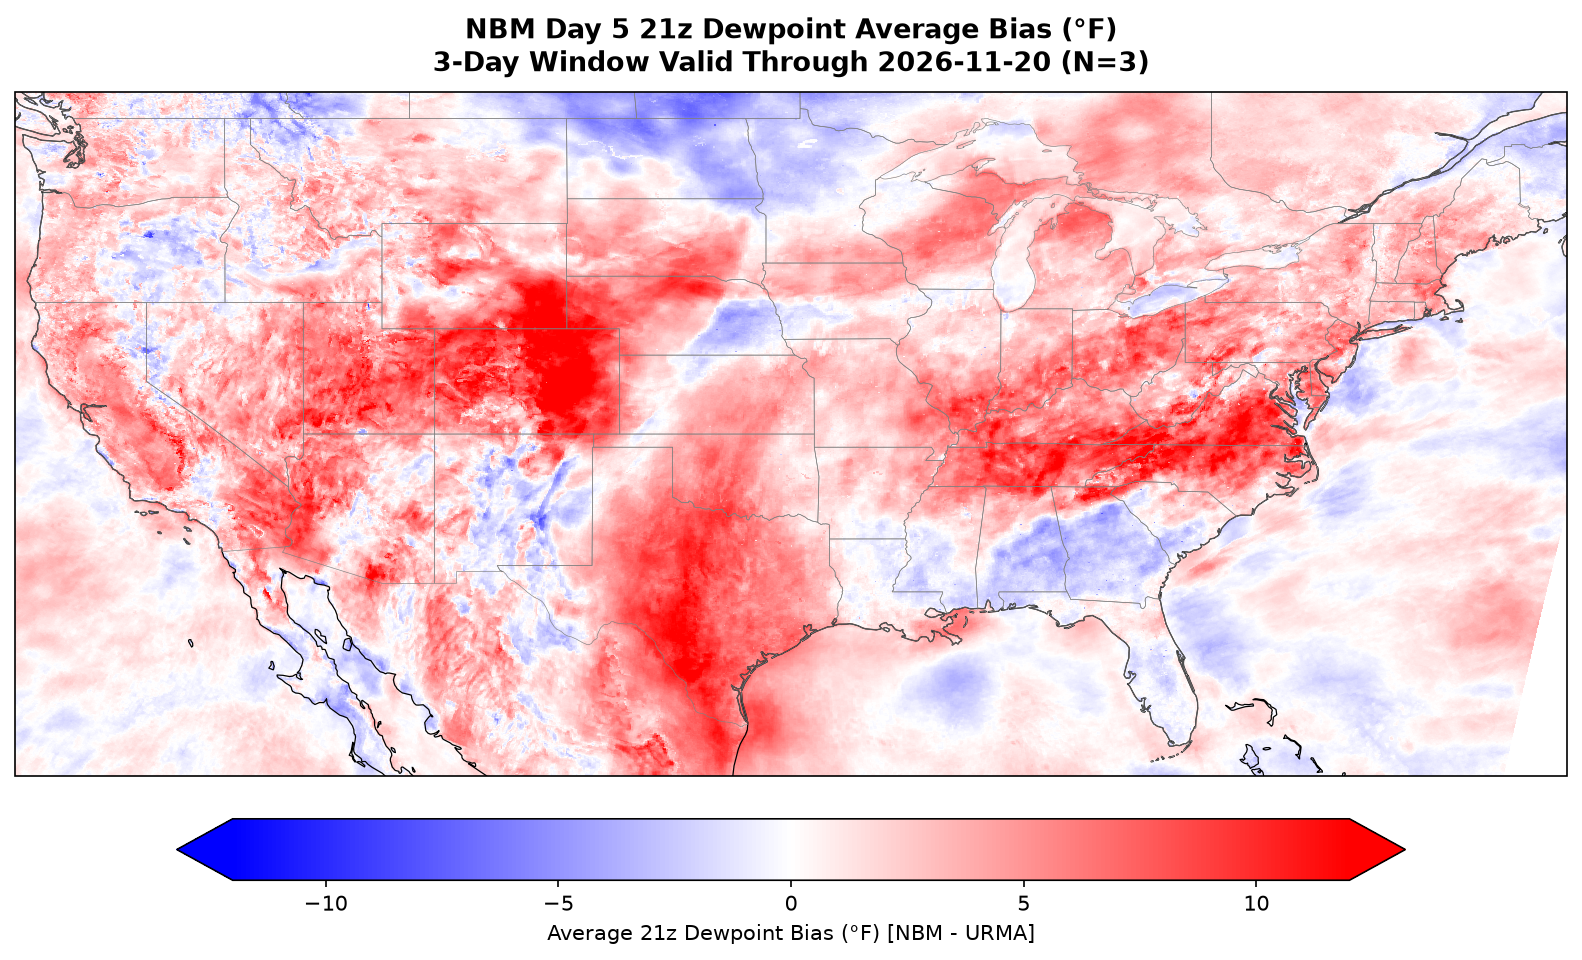 NBM Day 5 21z Dewpoint Average Bias (°F)
3-Day Window Valid Through 2026-11-20 (N=3)
−10 −5 0 5 10
Average 21z Dewpoint Bias (°F) [NBM - URMA]